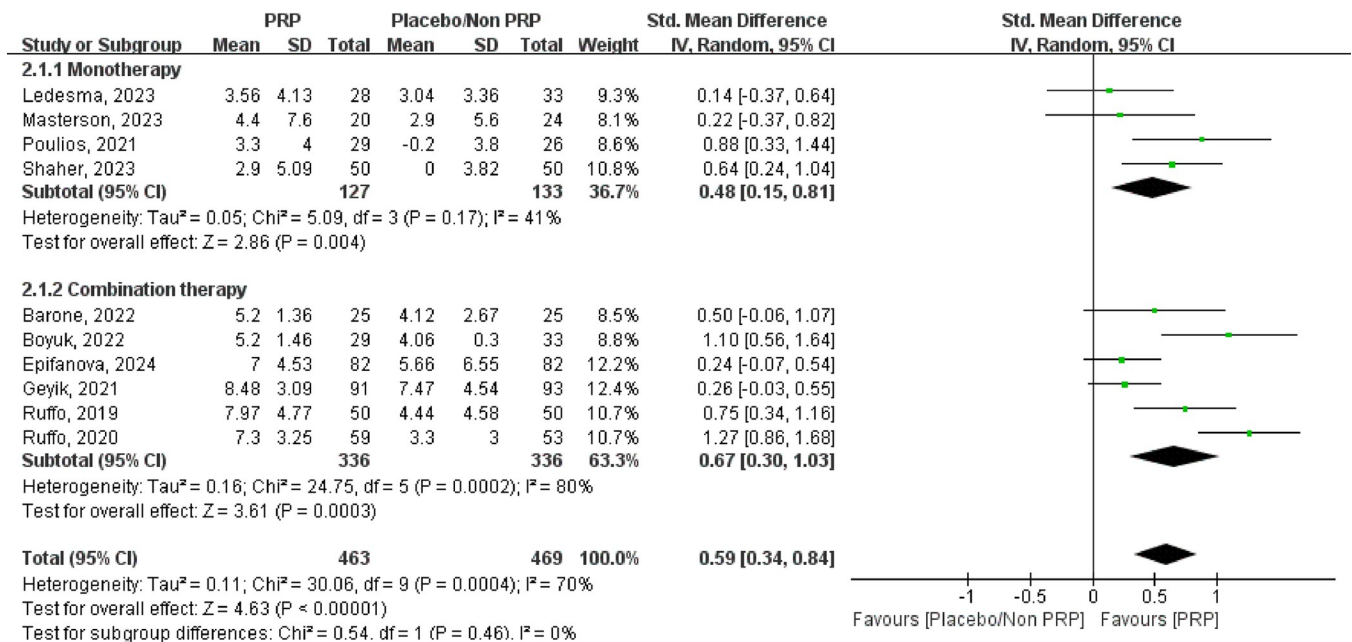 PRP Placebo/Non PRP Std. Mean Difference Std. Mean Difference
Study or Subgroup Mean SD Total Mean SD Total Weight IV, Random, 95% CI IV, Random, 95% CI
2.1.1 Monotherapy
Ledesma, 2023 3.56 4.13 28 3.04 3.36 33 9.3% 0.14 [-0.37, 0.64]
Masterson, 2023 4.4 7.6 20 2.9 5.6 24 8.1% 0.22 [-0.37, 0.82]
Poulios, 2021 3.3 4 29 -0.2 3.8 26 8.6% 0.88 [0.33, 1.44]
Shaher, 2023 2.9 5.09 50 0 3.82 50 10.8% 0.64 [0.24, 1.04]
Subtotal (95% CI) 127 133 36.7% 0.48 [0.15, 0.81]
Heterogeneity: Tau² = 0.05; Chi² = 5.09, df = 3 (P = 0.17); I² = 41%
Test for overall effect: Z = 2.86 (P = 0.004)
2.1.2 Combination therapy
Barone, 2022 5.2 1.36 25 4.12 2.67 25 8.5% 0.50 [-0.06, 1.07]
Boyuk, 2022 5.2 1.46 29 4.06 0.3 33 8.8% 1.10 [0.56, 1.64]
Epifanova, 2024 7 4.53 82 5.66 6.55 82 12.2% 0.24 [-0.07, 0.54]
Geyik, 2021 8.48 3.09 91 7.47 4.54 93 12.4% 0.26 [-0.03, 0.55]
Ruffo, 2019 7.97 4.77 50 4.44 4.58 50 10.7% 0.75 [0.34, 1.16]
Ruffo, 2020 7.3 3.25 59 3.3 3 53 10.7% 1.27 [0.86, 1.68]
Subtotal (95% CI) 336 336 63.3% 0.67 [0.30, 1.03]
Heterogeneity: Tau² = 0.16; Chi² = 24.75, df = 5 (P = 0.0002); I² = 80%
Test for overall effect: Z = 3.61 (P = 0.0003)
Total (95% CI) 463 469 100.0% 0.59 [0.34, 0.84]
Heterogeneity: Tau² = 0.11; Chi² = 30.06, df = 9 (P = 0.0004); I² = 70%
Test for overall effect: Z = 4.63 (P < 0.00001)
Test for subgroup differences: Chi² = 0.54, df = 1 (P = 0.46), I² = 0%
-1 0 0.5 1
Favours [Placebo/Non PRP] Favours [PRP]